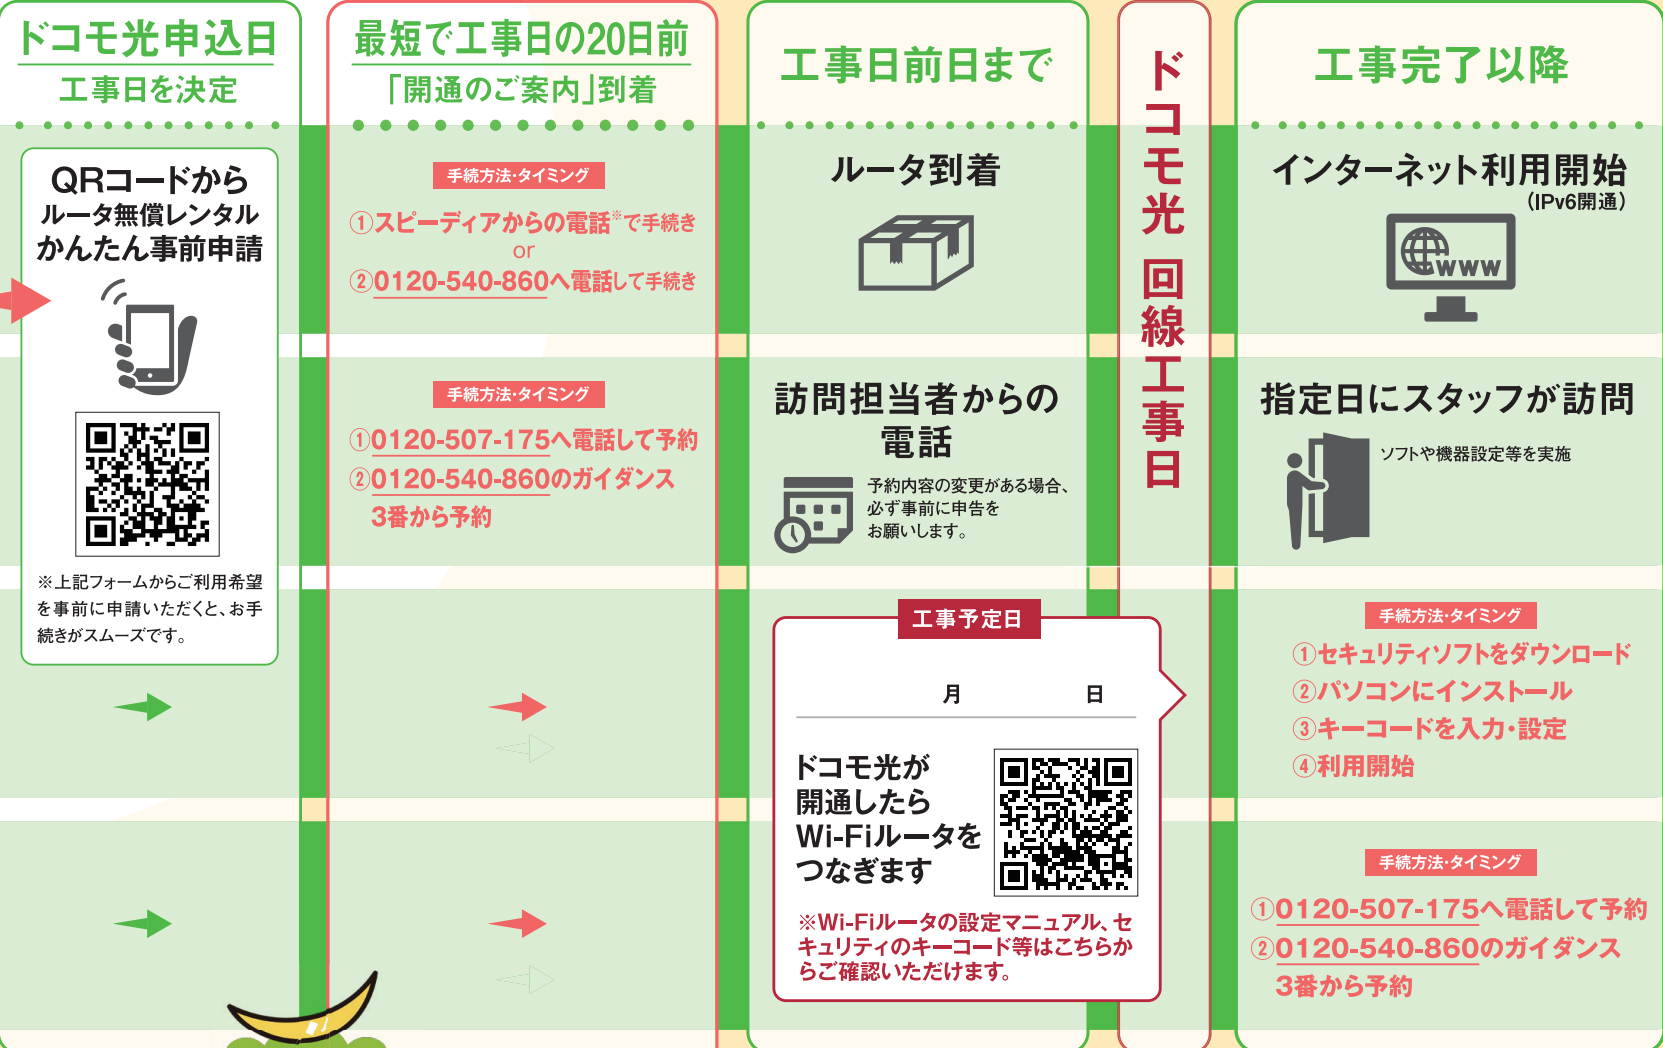 ドコモ光申込日
工事日を決定
QRコードから
ルータ無償レンタル
かんたん事前申請
※上記フォームからご利用希望
を事前に申請いただくと、お手
続きがスムーズです。
最短で工事日の20日前
「開通のご案内」到着
手続方法・タイミング
①スピーディアからの電話※で手続き
or
②0120-540-860へ電話して手続き
手続方法・タイミング
①0120-507-175へ電話して予約
②0120-540-860のガイダンス
3番から予約
工事日前日まで
ルータ到着
訪問担当者からの
電話
予約内容の変更がある場合、
必ず事前に申告を
お願いします。
工事予定日
月 日
ドコモ光が
開通したら
Wi-Fiルータを
つなぎます
※Wi-Fiルータの設定マニュアル、セ
キュリティのキーコード等はこちらか
らご確認いただけます。
ドコモ光 回線工事日
工事完了以降
インターネット利用開始
(IPv6開通)
www
指定日にスタッフが訪問
ソフトや機器設定等を実施
手続方法・タイミング
①セキュリティソフトをダウンロード
②パソコンにインストール
③キーコードを入力・設定
④利用開始
手続方法・タイミング
①0120-507-175へ電話して予約
②0120-540-860のガイダンス
3番から予約